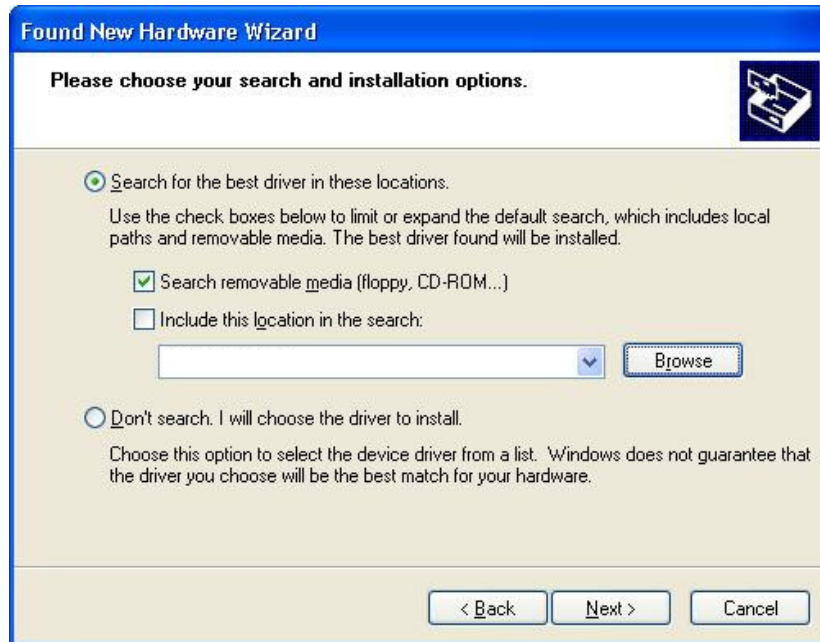 Found New Hardware Wizard
Please choose your search and installation options.
Search for the best driver in these locations.
Use the check boxes below to limit or expand the default search, which includes local
paths and removable media. The best driver found will be installed.
Search removable media (floppy, CD-ROM...)
Include this location in the search:
Browse
Don't search. I will choose the driver to install.
Choose this option to select the device driver from a list. Windows does not guarantee that
the driver you choose will be the best match for your hardware.
< Back Next > Cancel